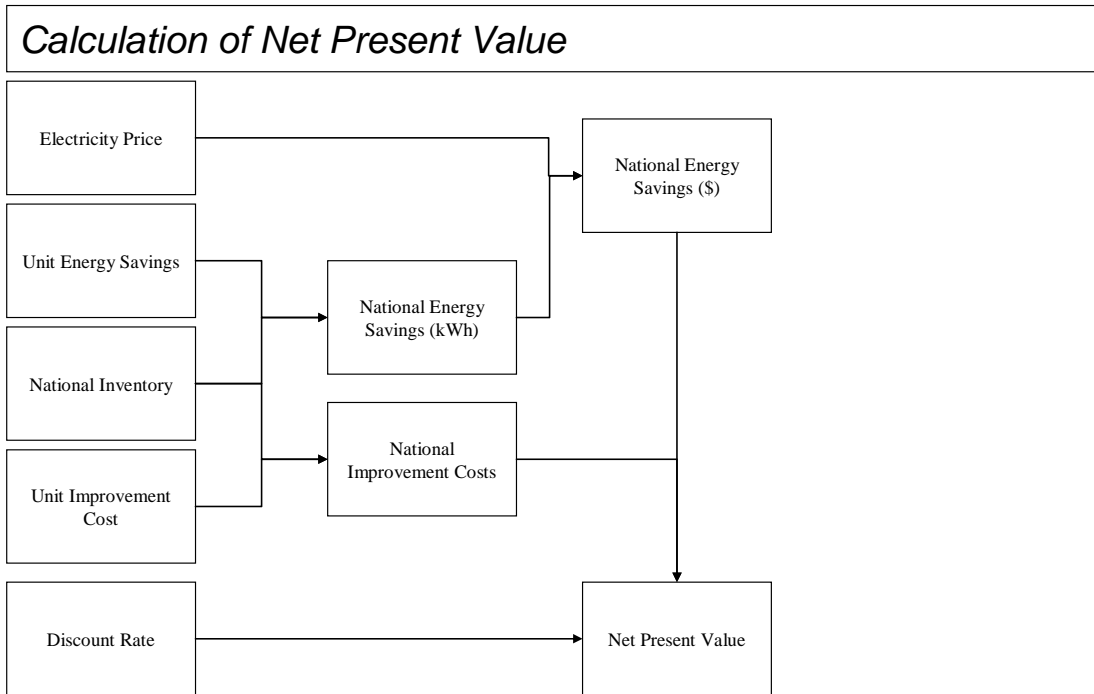 Calculation of Net Present Value
Electricity Price
National Energy
Savings ($)
Unit Energy Savings
National Energy
Savings (kWh)
National Inventory
National
Improvement Costs
Unit Improvement
Cost
Discount Rate
Net Present Value